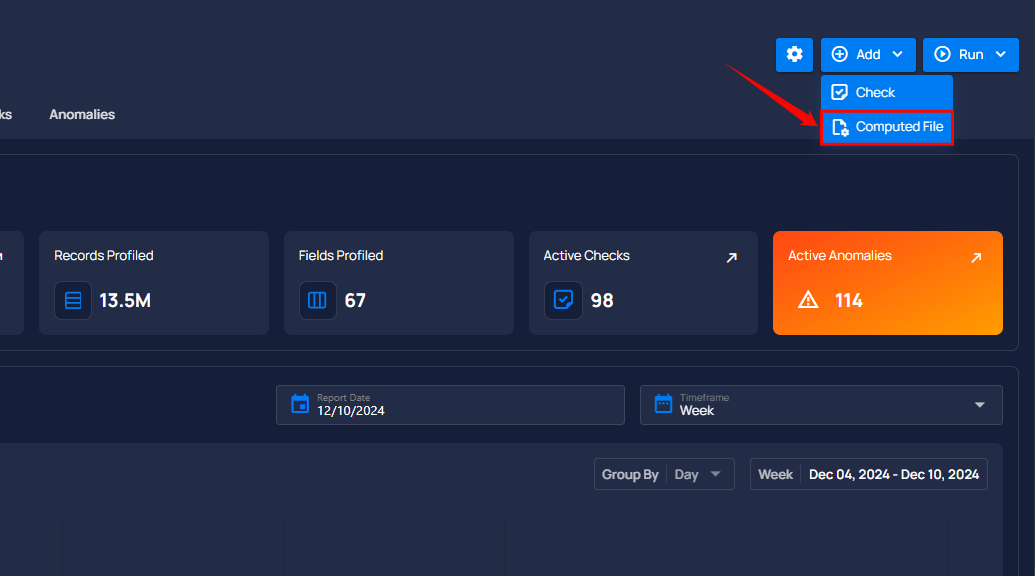 Add
Run
Check
Computed File
ks
Anomalies
Records Profiled
13.5M
Fields Profiled
67
Active Checks
98
Active Anomalies
114
Report Date
12/10/2024
Timeframe
Week
Group By Day
Week Dec 04, 2024 - Dec 10, 2024